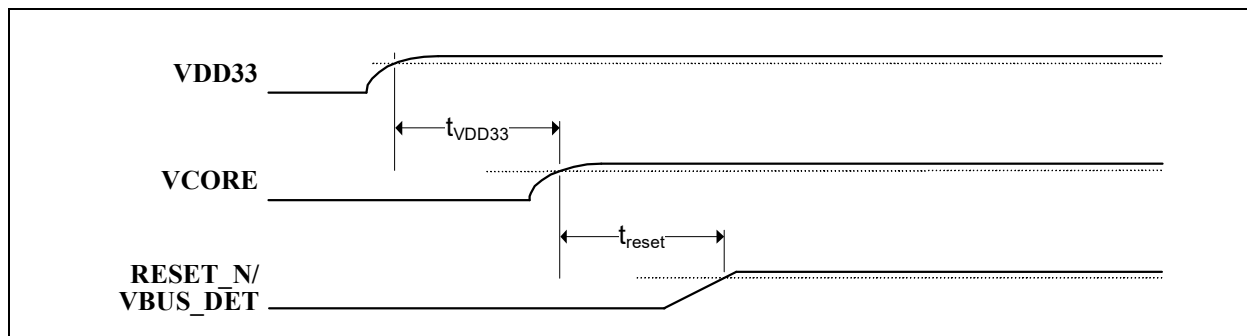 VDD33
tVDD33
VCORE
treset
RESET_N/
VBUS_DET